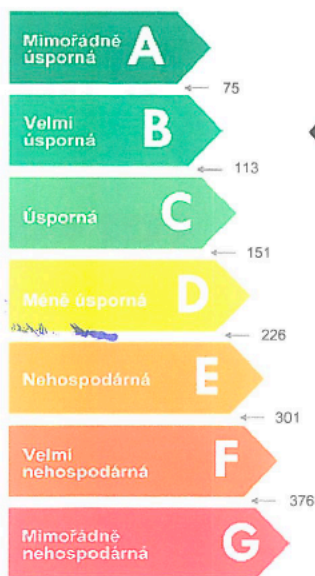 Mimořádně
úsporná
A
75
Velmi
úsporná
B
113
Úsporná
C
151
Méně úsporná
D
226
Nehospodárná
E
301
Velmi
nehospodárná
F
376
Mimořádně
nehospodárná
G